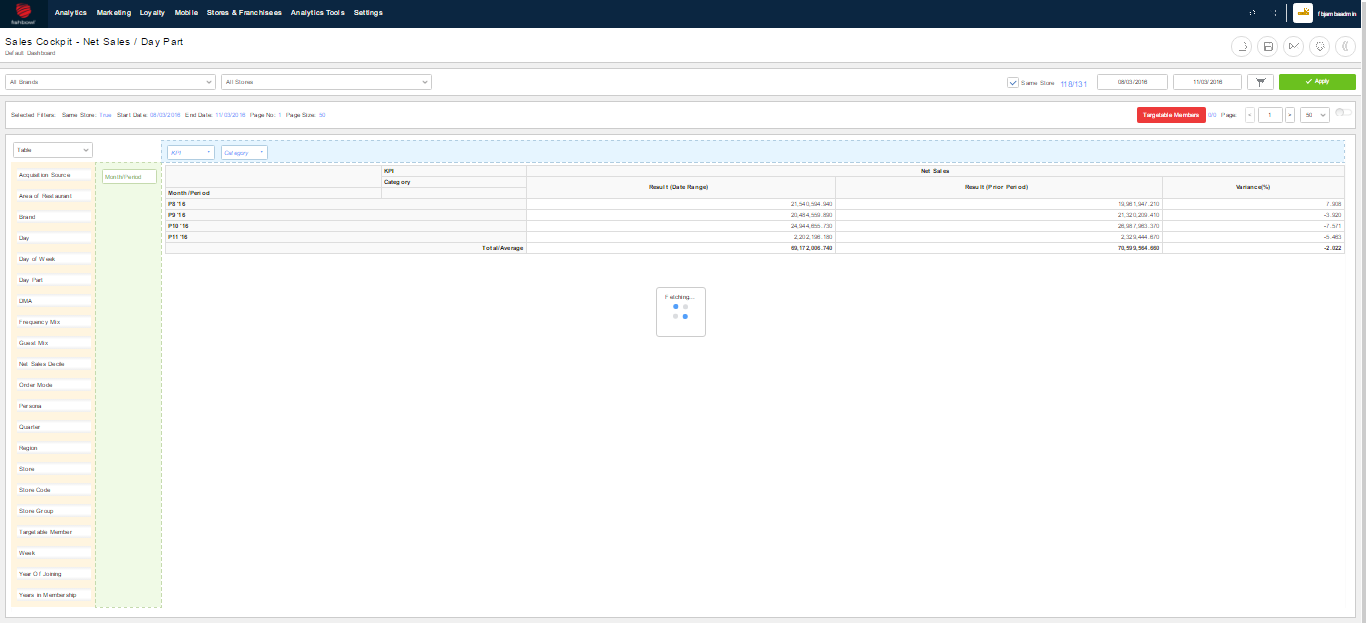 fishbowl
Analytics Marketing Loyalty Mobile Stores & Franchisees Analytics Tools Settings
fbjambaadmin
Sales Cockpit - Net Sales / Day Part
Default Dashboard
All Brands
All Stores
Same Store 118/131
08/03/2016
11/03/2016
Apply
Selected Filters: Same Store: True Start Date: 08/03/2016 End Date: 11/03/2016 Page No: 1 Page Size: 50
Targetable Members 0/0 Page: < 1 > 50
Table
KPI Category
Acquisition Source
Area of Restaurant
Brand
Day
Day of Week
Day Part
DMA
Frequency Mix
Guest Mix
Net Sales Decile
Order Mode
Persona
Quarter
Region
Store
Store Code
Store Group
Targetable Member
Week
Year Of Joining
Years in Membership
Month/Period
KPI Net Sales
Category Result (Date Range) Result (Prior Period) Variance(%)
Month/Period
P8 '16 21,540,594.940 19,961,947.210 7.908
P9 '16 20,484,559.890 21,320,209.410 -3.920
P10 '16 24,944,655.730 26,987,963.370 -7.571
P11 '16 2,202,196.180 2,329,444.670 -5.463
Total/Average 69,172,006.740 70,599,564.660 -2.022
Fetching...